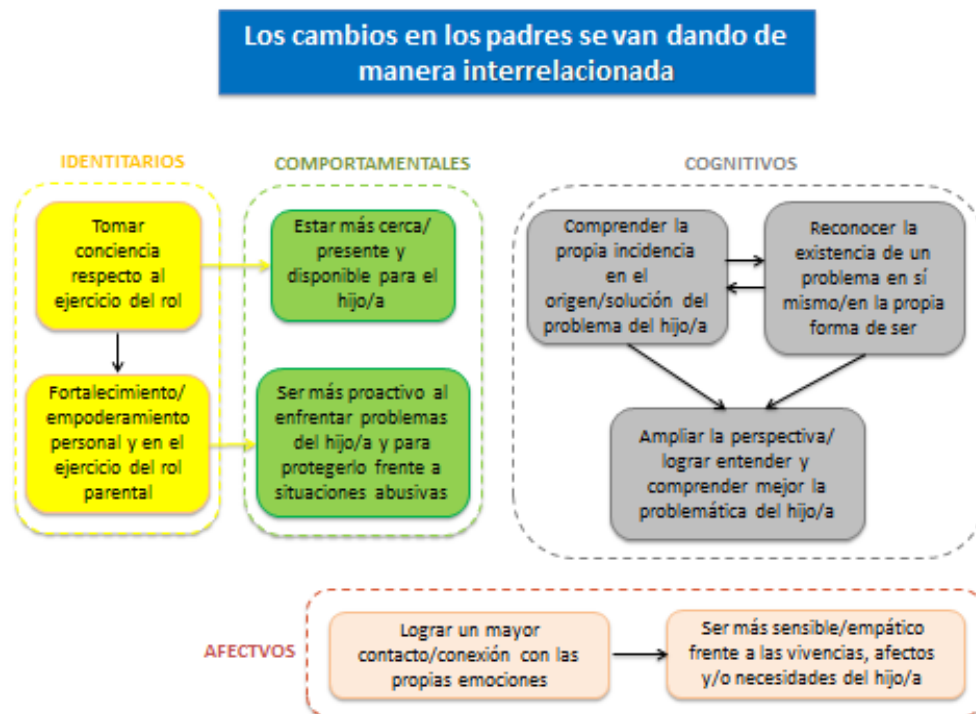 Los cambios en los padres se van dando de
manera interrelacionada
IDENTITARIOS
COMPORTAMENTALES
COGNITIVOS
Tomar
conciencia
respecto al
ejercicio del rol
Estar más cerca/
presente y
disponible para el
hijo/a
Comprender la
propia incidencia
en el
origen/solución del
problema del hijo/a
Reconocer la
existencia de un
problema en sí
mismo/en la propia
forma de ser
Fortalecimiento/
empoderamiento
personal y en el
ejercicio del rol
parental
Ser más proactivo al
enfrentar problemas
del hijo/a y para
protegerlo frente a
situaciones abusivas
Ampliar la perspectiva/
lograr entender y
comprender mejor la
problemática del hijo/a
AFECTVOS
Lograr un mayor
contacto/conexión con las
propias emociones
Ser más sensible/empático
frente a las vivencias, afectos
y/o necesidades del hijo/a